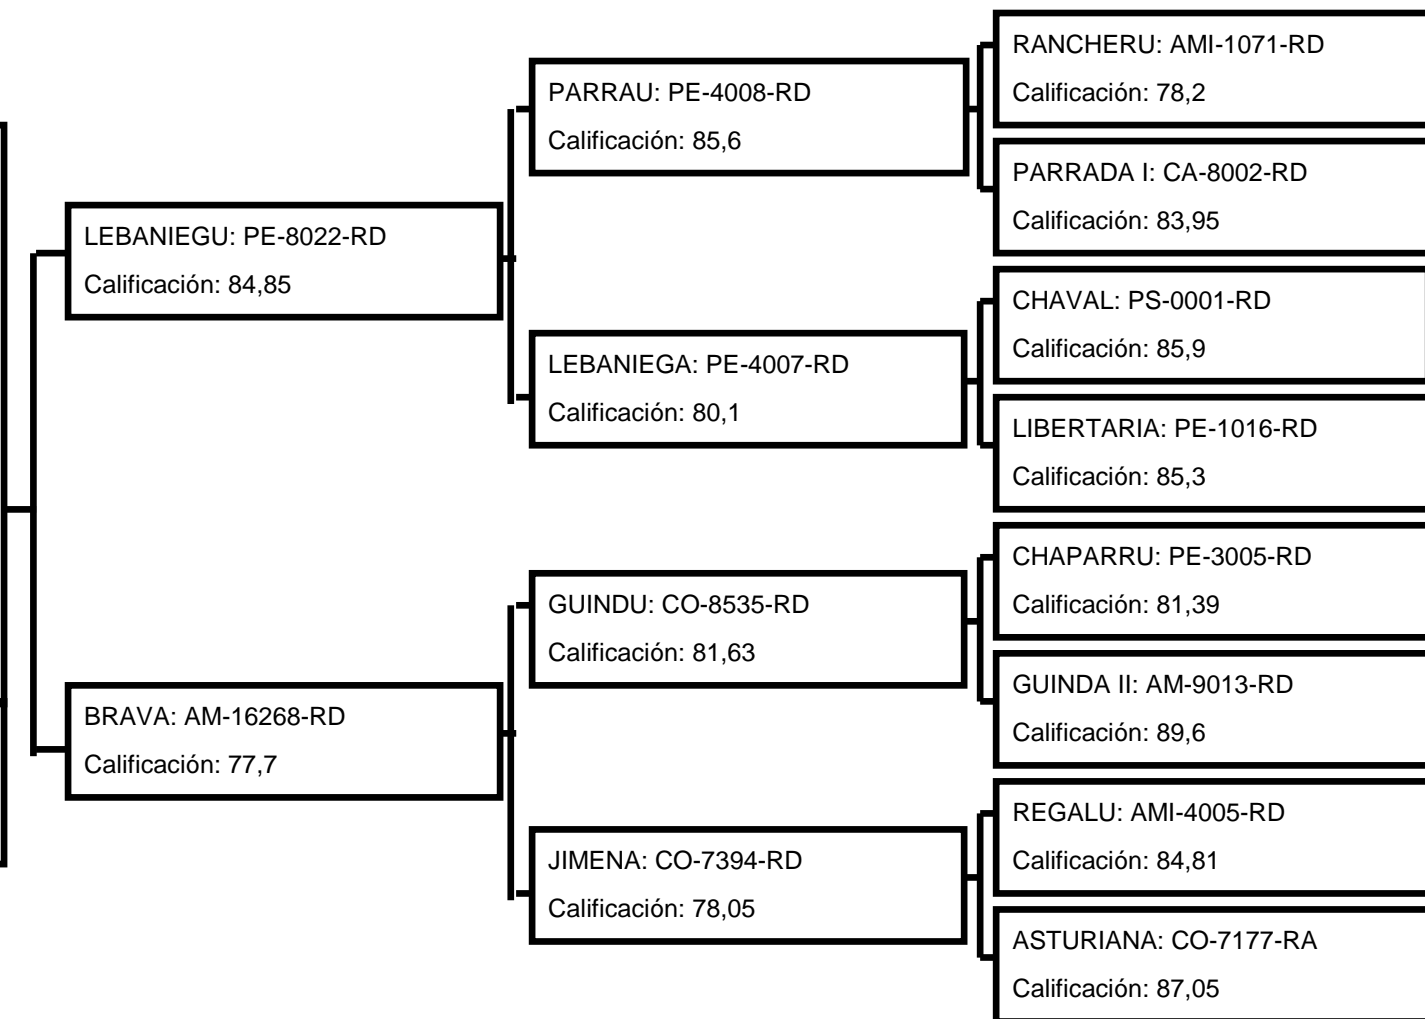 LEBANIEGU: PE-8022-RD
Calificación: 84,85
BRAVA: AM-16268-RD
Calificación: 77,7
PARRAU: PE-4008-RD
Calificación: 85,6
LEBANIEGA: PE-4007-RD
Calificación: 80,1
GUINDU: CO-8535-RD
Calificación: 81,63
JIMENA: CO-7394-RD
Calificación: 78,05
RANCHERU: AMI-1071-RD
Calificación: 78,2
PARRADA I: CA-8002-RD
Calificación: 83,95
CHAVAL: PS-0001-RD
Calificación: 85,9
LIBERTARIA: PE-1016-RD
Calificación: 85,3
CHAPARRU: PE-3005-RD
Calificación: 81,39
GUINDA II: AM-9013-RD
Calificación: 89,6
REGALU: AMI-4005-RD
Calificación: 84,81
ASTURIANA: CO-7177-RA
Calificación: 87,05